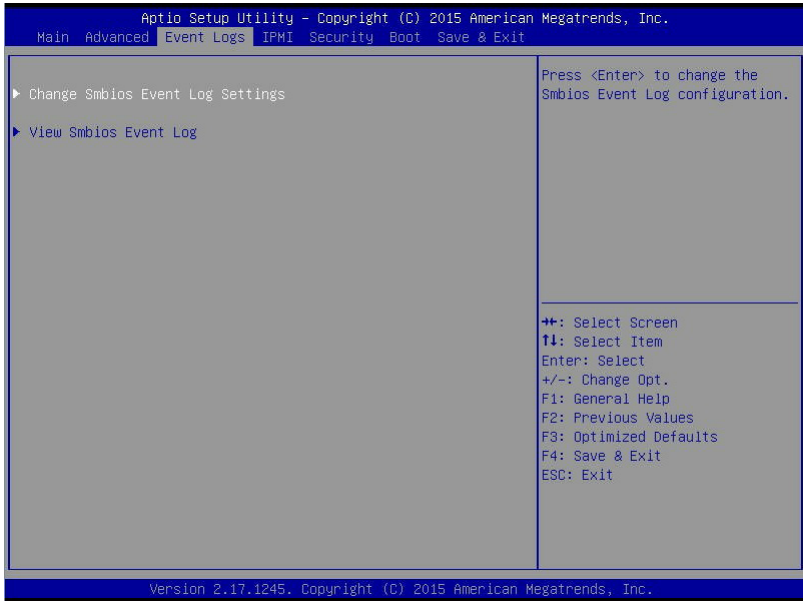 Aptio Setup Utility – Copyright (C) 2015 American Megatrends, Inc.
Main Advanced Event Logs IPMI Security Boot Save & Exit
▶ Change Smbios Event Log Settings
▶ View Smbios Event Log
Press <Enter> to change the
Smbios Event Log configuration.
→←: Select Screen
↑↓: Select Item
Enter: Select
+/-: Change Opt.
F1: General Help
F2: Previous Values
F3: Optimized Defaults
F4: Save & Exit
ESC: Exit
Version 2.17.1245. Copyright (C) 2015 American Megatrends, Inc.